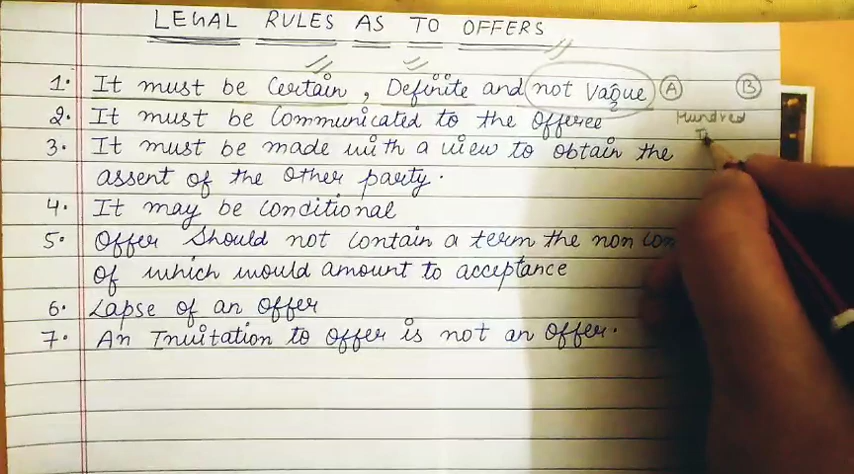 LEGAL RULES AS TO OFFERS
1. It must be Certain, Definite and not Vague A B
2. It must be Communicated to the Offeree Hundred
3. It must be made with a view to obtain the
assent of the Other party.
4. It may be Conditional
5. Offer Should not Contain a term the non
of which would amount to acceptance
6. Lapse of an Offer
7. An Invitation to Offer is not an Offer.